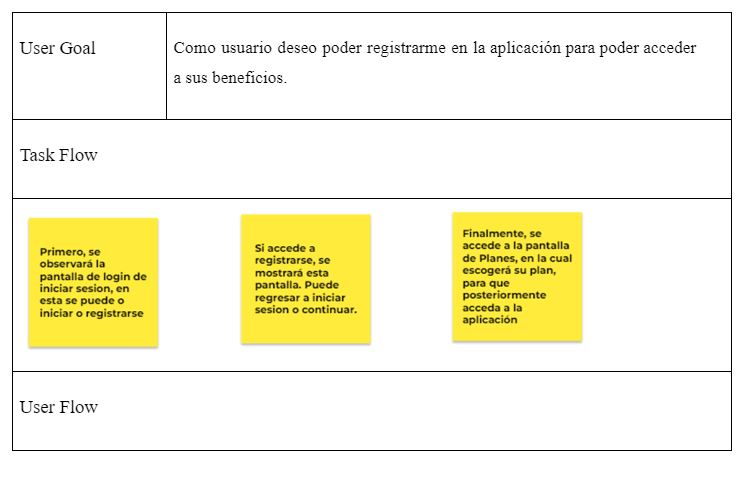 User Goal
Como usuario deseo poder registrarme en la aplicación para poder acceder
a sus beneficios.
Task Flow
Primero, se
observará la
pantalla de login de
iniciar sesion, en
esta se puede o
iniciar o registrarse
Si accede a
registrarse, se
mostrará esta
pantalla. Puede
regresar a iniciar
sesion o continuar.
Finalmente, se
accede a la pantalla
de Planes, en la cual
escogerá su plan,
para que
posteriormente
acceda a la
aplicación
User Flow